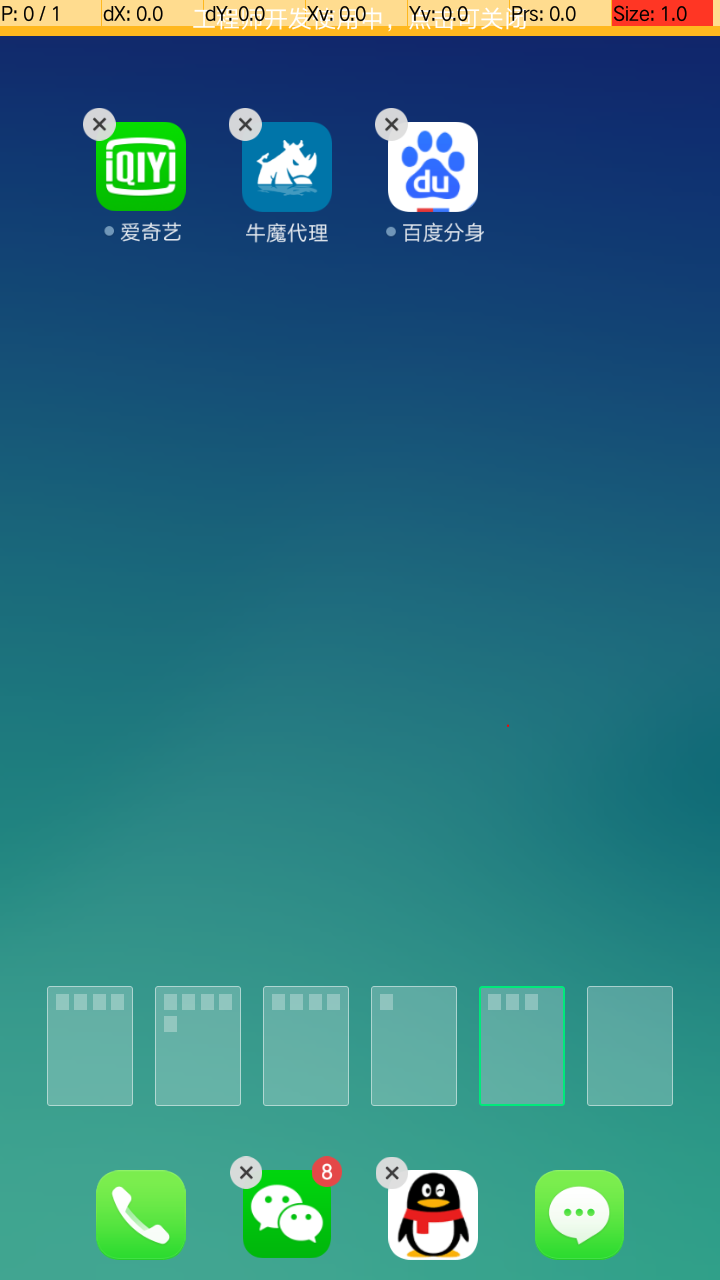 P: 0 / 1 dX: 0.0 dY: 0.0 Xv: 0.0 Yv: 0.0 Prs: 0.0 Size: 1.0
工程师开发使用中，点击可关闭
iQIYI
du
爱奇艺 牛魔代理 百度分身
8